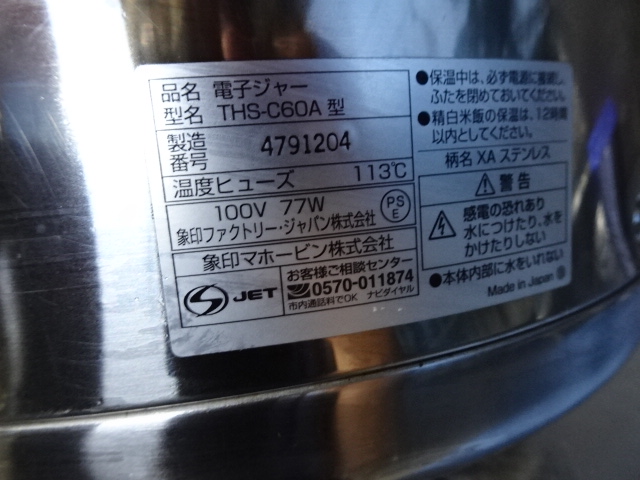 品名 電子ジャー
型名 THS-C60A 型
製造番号 4791204
温度ヒューズ 113℃
100V 77W
象印ファクトリー・ジャパン株式会社
PSE
象印マホービン株式会社
S JET
お客様ご相談センター
0570-011874
市内通話料でOK ナビダイヤル
●保温中は、必ず電源に接続し、
ふたを閉めておいてください。
●精白米飯の保温は、12時間
以内としてください。
柄名 XA ステンレス
警告
感電の恐れあり
水につけたり、水を
かけたりしない
●本体内部に水をいれない
Made in Japan